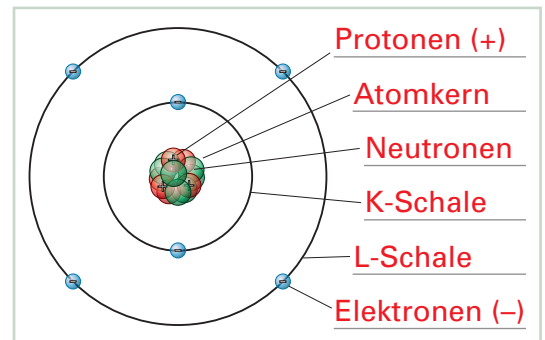 Protonen (+)
Atomkern
Neutronen
K-Schale
L-Schale
Elektronen (–)